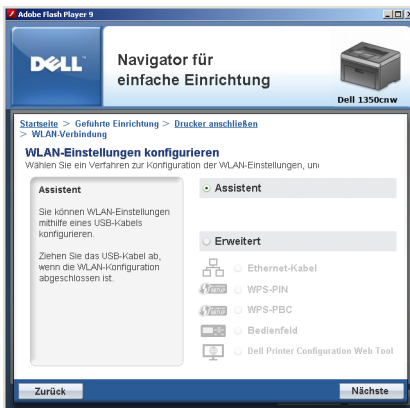 Adobe Flash Player 9
DELL
Navigator für
einfache Einrichtung
Dell 1350cnw
Startseite > Geführte Einrichtung > Drucker anschließen
> WLAN-Verbindung
WLAN-Einstellungen konfigurieren
Wählen Sie ein Verfahren zur Konfiguration der WLAN-Einstellungen, und
Assistent
Sie können WLAN-Einstellungen
mithilfe eines USB-Kabels
konfigurieren.
Ziehen Sie das USB-Kabel ab,
wenn die WLAN-Konfiguration
abgeschlossen ist.
Assistent
Erweitert
Ethernet-Kabel
WPS-PIN
WPS-PBC
Bedienfeld
Dell Printer Configuration Web Tool
Zurück
Nächste